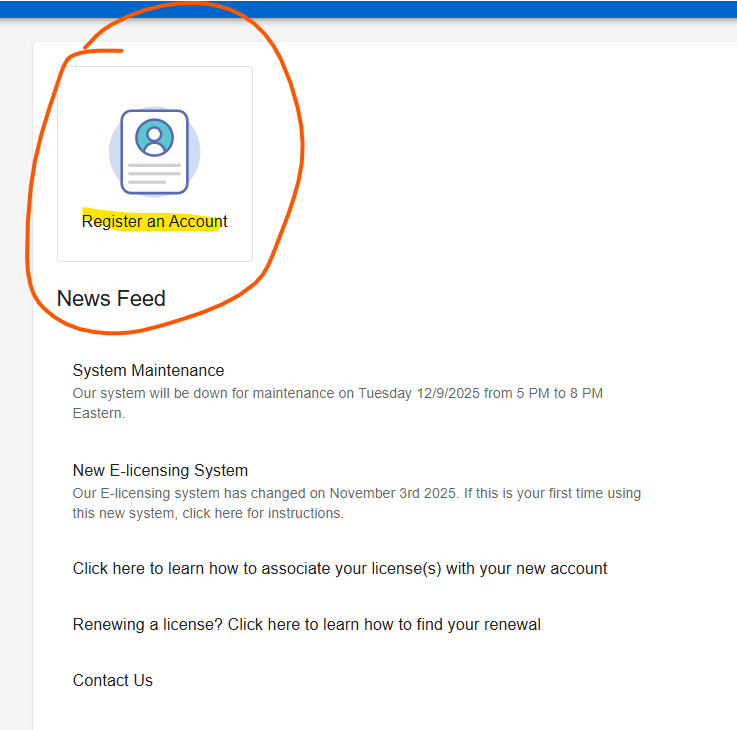 Register an Account
News Feed
System Maintenance
Our system will be down for maintenance on Tuesday 12/9/2025 from 5 PM to 8 PM
Eastern.
New E-licensing System
Our E-licensing system has changed on November 3rd 2025. If this is your first time using
this new system, click here for instructions.
Click here to learn how to associate your license(s) with your new account
Renewing a license? Click here to learn how to find your renewal
Contact Us